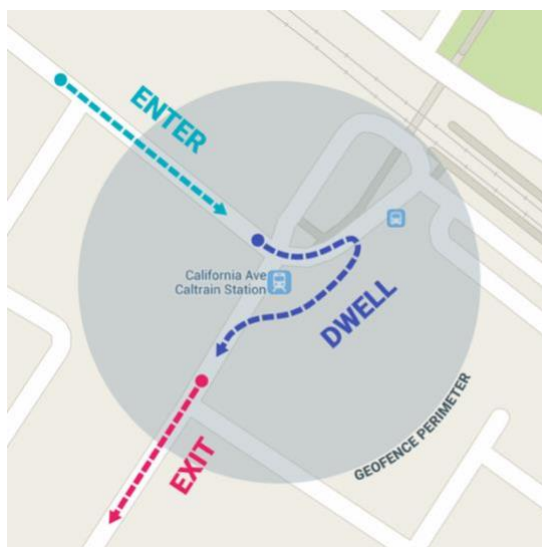 ENTER
California Ave
Caltrain Station
DWELL
GEOFENCE PERIMETER
EXIT